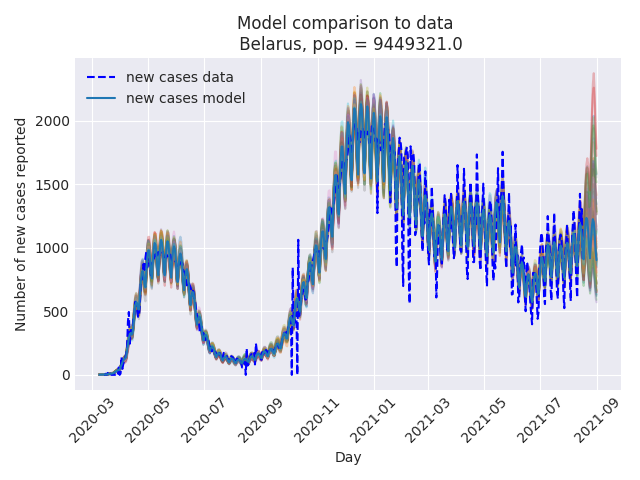 Model comparison to data
Belarus, pop. = 9449321.0
new cases data
new cases model
Number of new cases reported
2000
1500
1000
500
0
2020-03
2020-05
2020-07
2020-09
2020-11
2021-01
2021-03
2021-05
2021-07
2021-09
Day